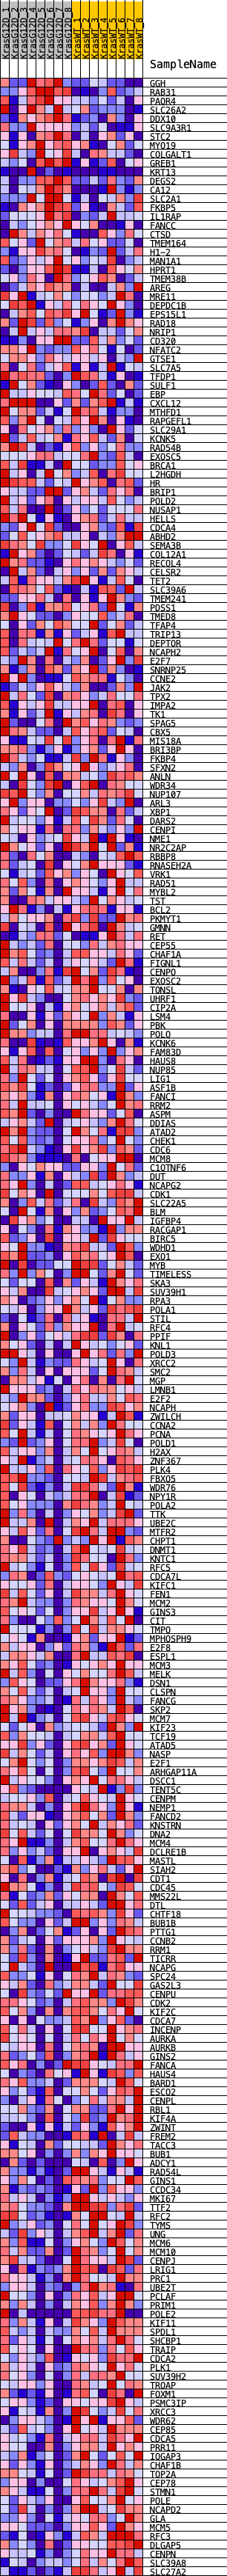 KrasG12D_1
KrasG12D_2
KrasG12D_3
KrasG12D_4
KrasG12D_5
KrasG12D_6
KrasG12D_7
KrasG12D_8
KrasWT_1
KrasWT_2
KrasWT_3
KrasWT_4
KrasWT_5
KrasWT_6
KrasWT_7
KrasWT_8
SampleName
GGH
RAB31
PAQR4
SLC26A2
DDX10
SLC9A3R1
STC2
MYO19
COLGALT1
GREB1
KRT13
DEGS2
CA12
SLC2A1
FKBP5
IL1RAP
FANCC
CTSD
TMEM164
H1-2
MAN1A1
HPRT1
TMEM38B
AREG
MRE11
DEPDC1B
EPS15L1
RAD18
NRIP1
CD320
NFATC2
GTSE1
SLC7A5
TFDP1
SULF1
EBP
CXCL12
MTHFD1
RAPGEFL1
SLC29A1
KCNK5
RAD54B
EXOSC5
BRCA1
L2HGDH
HR
BRIP1
POLD2
NUSAP1
HELLS
CDCA4
ABHD2
SEMA3B
COL12A1
RECQL4
CELSR2
TET2
SLC39A6
TMEM241
PDSS1
TMED8
TFAP4
TRIP13
DEPTOR
NCAPH2
E2F7
SNRNP25
CCNE2
JAK2
TPX2
IMPA2
TK1
SPAG5
CBX5
MIS18A
BRI3BP
FKBP4
SFXN2
ANLN
WDR34
NUP107
ARL3
XBP1
DARS2
CENPI
NME1
NR2C2AP
RBBP8
RNASEH2A
VRK1
RAD51
MYBL2
TST
BCL2
PKMYT1
GMNN
RET
CEP55
CHAF1A
FIGNL1
CENPO
EXOSC2
TONSL
UHRF1
CIP2A
LSM4
PBK
POLQ
KCNK6
FAM83D
HAUS8
NUP85
LIG1
ASF1B
FANCI
RRM2
ASPM
DDIAS
ATAD2
CHEK1
CDC6
MCM8
C1QTNF6
DUT
NCAPG2
CDK1
SLC22A5
BLM
IGFBP4
RACGAP1
BIRC5
WDHD1
EXO1
MYB
TIMELESS
SKA3
SUV39H1
RPA3
POLA1
STIL
RFC4
PPIF
KNL1
POLD3
XRCC2
SMC2
MGP
LMNB1
E2F2
NCAPH
ZWILCH
CCNA2
PCNA
POLD1
H2AX
ZNF367
PLK4
FBXO5
WDR76
NPY1R
POLA2
TTK
UBE2C
MTFR2
CHPT1
DNMT1
KNTC1
RFC5
CDCA7L
KIFC1
FEN1
MCM2
GINS3
CIT
TMPO
MPHOSPH9
E2F8
ESPL1
MCM3
MELK
DSN1
CLSPN
FANCG
SKP2
MCM7
KIF23
TCF19
ATAD5
NASP
E2F1
ARHGAP11A
DSCC1
TENT5C
CENPM
NEMP1
FANCD2
KNSTRN
DNA2
MCM4
DCLRE1B
MASTL
SIAH2
CDT1
CDC45
MMS22L
DTL
CHTF18
BUB1B
PTTG1
CCNB2
RRM1
TICRR
NCAPG
SPC24
GAS2L3
CENPU
CDK2
KIF2C
CDCA7
INCENP
AURKA
AURKB
GINS2
FANCA
HAUS4
BARD1
ESCO2
CENPL
RBL1
KIF4A
ZWINT
FREM2
TACC3
BUB1
ADCY1
RAD54L
GINS1
CCDC34
MKI67
TTF2
RFC2
TYMS
UNG
MCM6
MCM10
CENPJ
LRIG1
PRC1
UBE2T
PCLAF
PRIM1
POLE2
KIF11
SPDL1
SHCBP1
TRAIP
CDCA2
PLK1
SUV39H2
TROAP
FOXM1
PSMC3IP
XRCC3
WDR62
CEP85
CDCA5
PRR11
IQGAP3
CHAF1B
TOP2A
CEP78
STMN1
POLE
NCAPD2
GLA
MCM5
RFC3
DLGAP5
CENPN
SLC39A8
SLC27A2